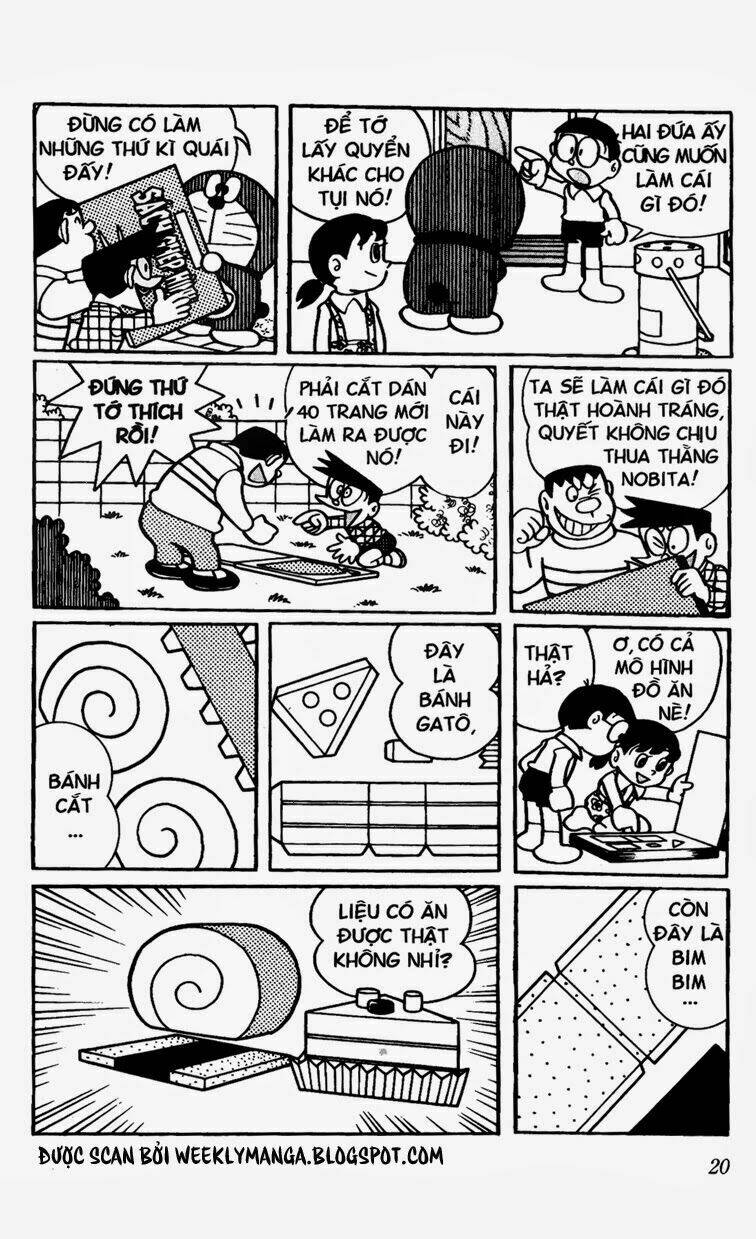 HAI ĐỨA ẤY
CŨNG MUỐN
LÀM CÁI
GÌ ĐÓ!
ĐỂ TỚ
LẤY QUYỂN
KHÁC CHO
TỤI NÓ!
ĐỪNG CÓ LÀM
NHỮNG THỨ KÌ QUÁI
ĐẤY!
TA SẼ LÀM CÁI GÌ ĐÓ
THẬT HOÀNH TRÁNG,
QUYẾT KHÔNG CHỊU
THUA THẰNG
NOBITA!
CÁI
NÀY
ĐI!
PHẢI CẮT DÁN
40 TRANG MỚI
LÀM RA ĐƯỢC
NÓ!
ĐÚNG THỨ
TỚ THÍCH
RỒI!
Ơ, CÓ CẢ
MÔ HÌNH
ĐỒ ĂN
NÈ!
THẬT
HẢ?
ĐÂY
LÀ
BÁNH
GATÔ,
BÁNH
CẮT
...
CÒN
ĐÂY LÀ
BIM
BIM
...
LIỆU CÓ ĂN
ĐƯỢC THẬT
KHÔNG NHỈ?
ĐƯỢC SCAN BỞI WEEKLYMANGA.BLOGSPOT.COM
20